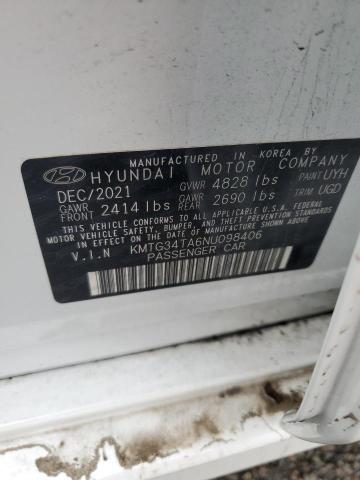 MANUFACTURED IN KOREA BY
HYUNDAI MOTOR COMPANY
DEC/2021 GVWR 4828 lbs PAINT UYH
GAWR FRONT 2414 lbs GAWR REAR 2690 lbs TRIM UGD
THIS VEHICLE CONFORMS TO ALL APPLICABLE U.S. FEDERAL
MOTOR VEHICLE SAFETY, BUMPER, AND THEFT PREVENTION STANDARDS
IN EFFECT ON THE DATE OF MANUFACTURE SHOWN ABOVE.
V.I.N KMTG34TA6NU098406
PASSENGER CAR